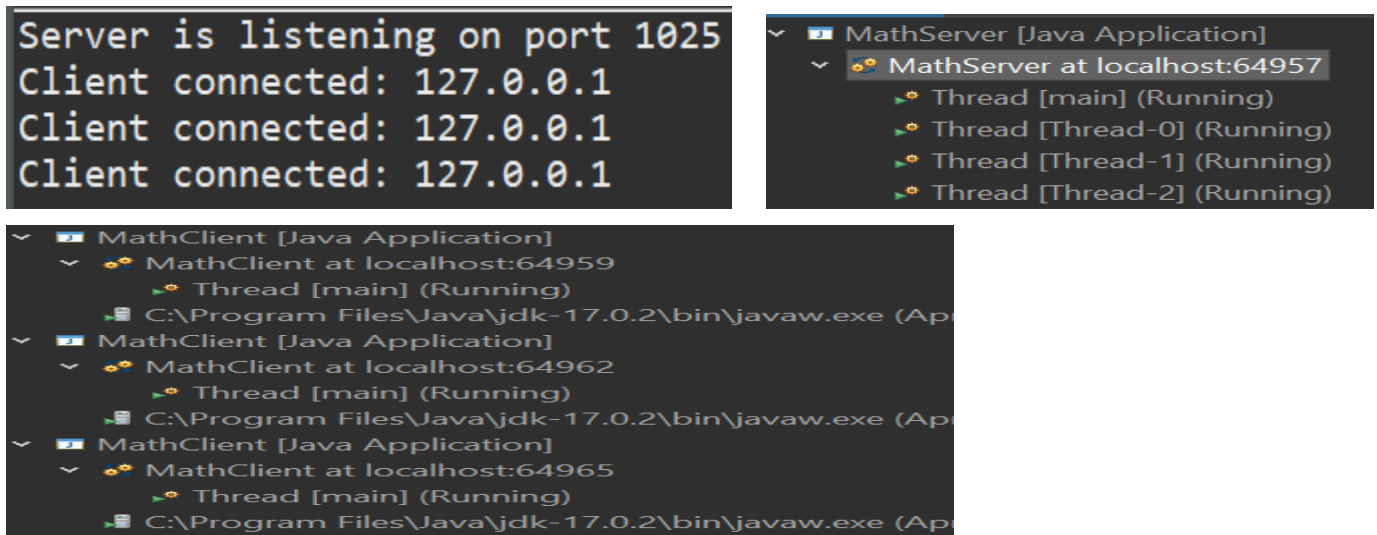 Server is listening on port 1025
Client connected: 127.0.0.1
Client connected: 127.0.0.1
Client connected: 127.0.0.1
MathServer [Java Application]
MathServer at localhost:64957
Thread [main] (Running)
Thread [Thread-0] (Running)
Thread [Thread-1] (Running)
Thread [Thread-2] (Running)
MathClient [Java Application]
MathClient at localhost:64959
Thread [main] (Running)
C:\Program Files\Java\jdk-17.0.2\bin\javaw.exe (Ap
MathClient [Java Application]
MathClient at localhost:64962
Thread [main] (Running)
C:\Program Files\Java\jdk-17.0.2\bin\javaw.exe (Ap
MathClient [Java Application]
MathClient at localhost:64965
Thread [main] (Running)
C:\Program Files\Java\jdk-17.0.2\bin\javaw.exe (Ap